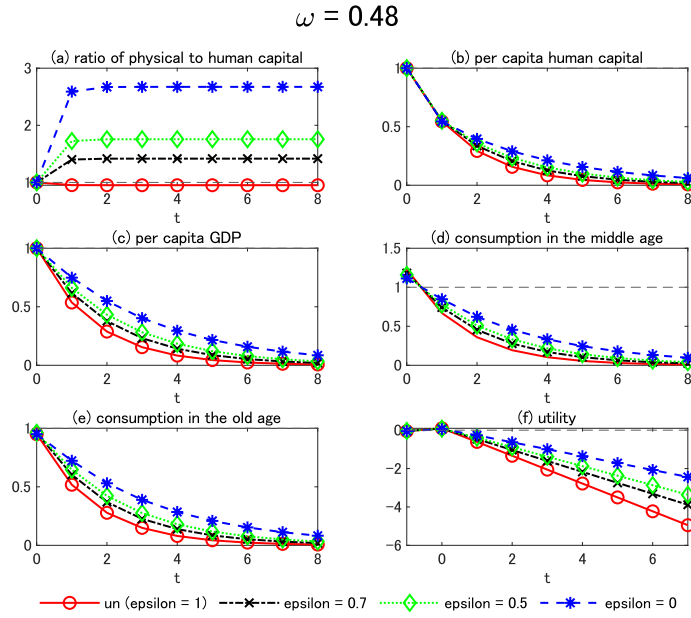 ω = 0.48
(a) ratio of physical to human capital
3
2
1
0 2 4 6 8
t
(b) per capita human capital
1
0.5
0
0 2 4 6 8
t
(c) per capita GDP
1
0.5
0
0 2 4 6 8
t
(d) consumption in the middle age
1.5
1
0.5
0
0 2 4 6 8
t
(e) consumption in the old age
1
0.5
0
0 2 4 6 8
t
(f) utility
0
−2
−4
−6
0 2 4 6
t
un (epsilon = 1) epsilon = 0.7 epsilon = 0.5 epsilon = 0